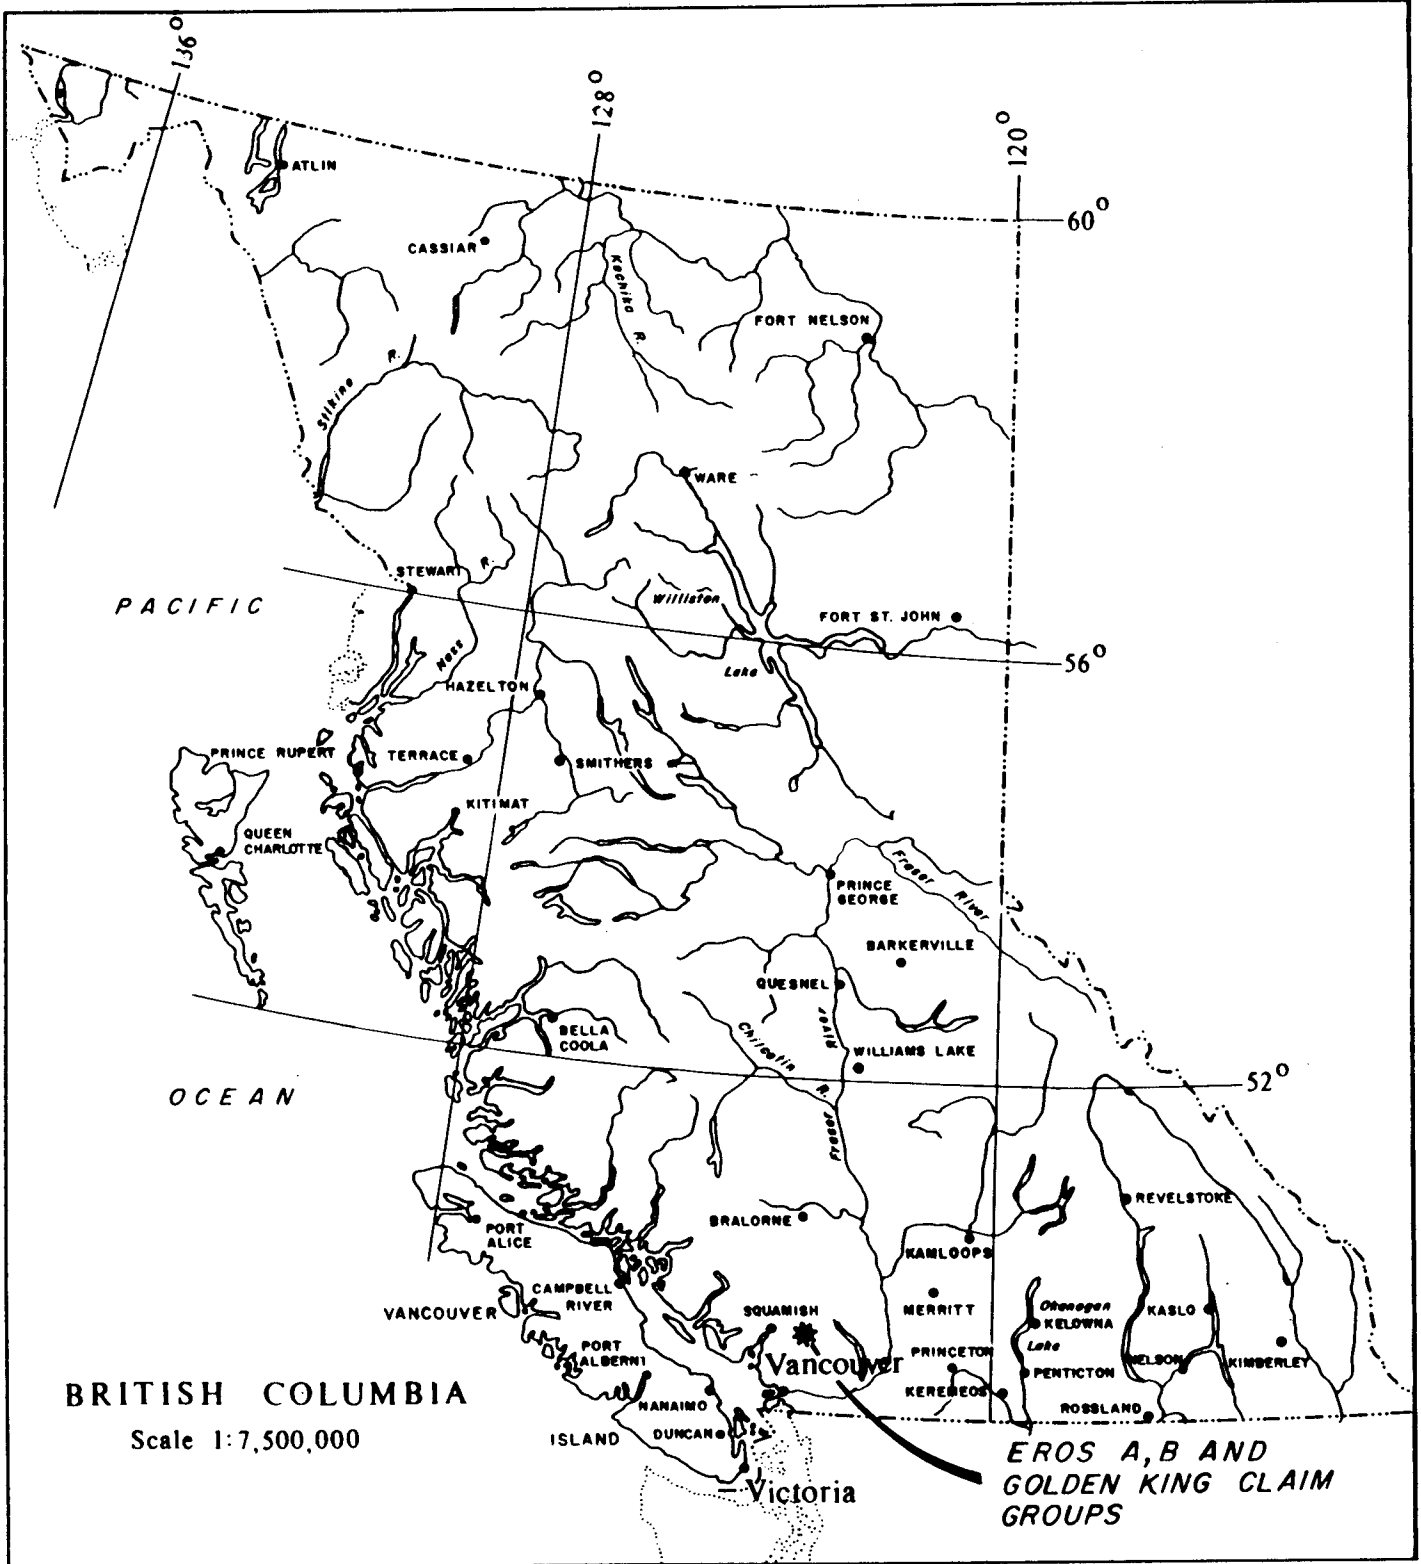 136°
128°
120°
ATLIN
60°
CASSIAR
Kechika R.
FORT NELSON
Stikine R.
WARE
STEWART
R.
PACIFIC
Williston
FORT ST. JOHN
Nass
56°
Lake
HAZELTON
PRINCE RUPERT
TERRACE
SMITHERS
KITIMAT
QUEEN
CHARLOTTE
Fraser River
PRINCE
GEORGE
BARKERVILLE
QUESNEL
BELLA
COOLA
Chilcotin R.
River
WILLIAMS LAKE
52°
OCEAN
Fraser
REVELSTOKE
BRALORNE
PORT
ALICE
KAMLOOPS
CAMPBELL
RIVER
VANCOUVER
SQUAMISH
MERRITT
Okanagan
KASLO
KELOWNA
Lake
PORT
ALBERNI
Vancouver
PRINCETON
NELSON
KIMBERLEY
PENTICTON
BRITISH COLUMBIA
KEREMEOS
NANAIMO
ROSSLAND
Scale 1:7,500,000
ISLAND
DUNCAN
EROS A,B AND
GOLDEN KING CLAIM
GROUPS
Victoria